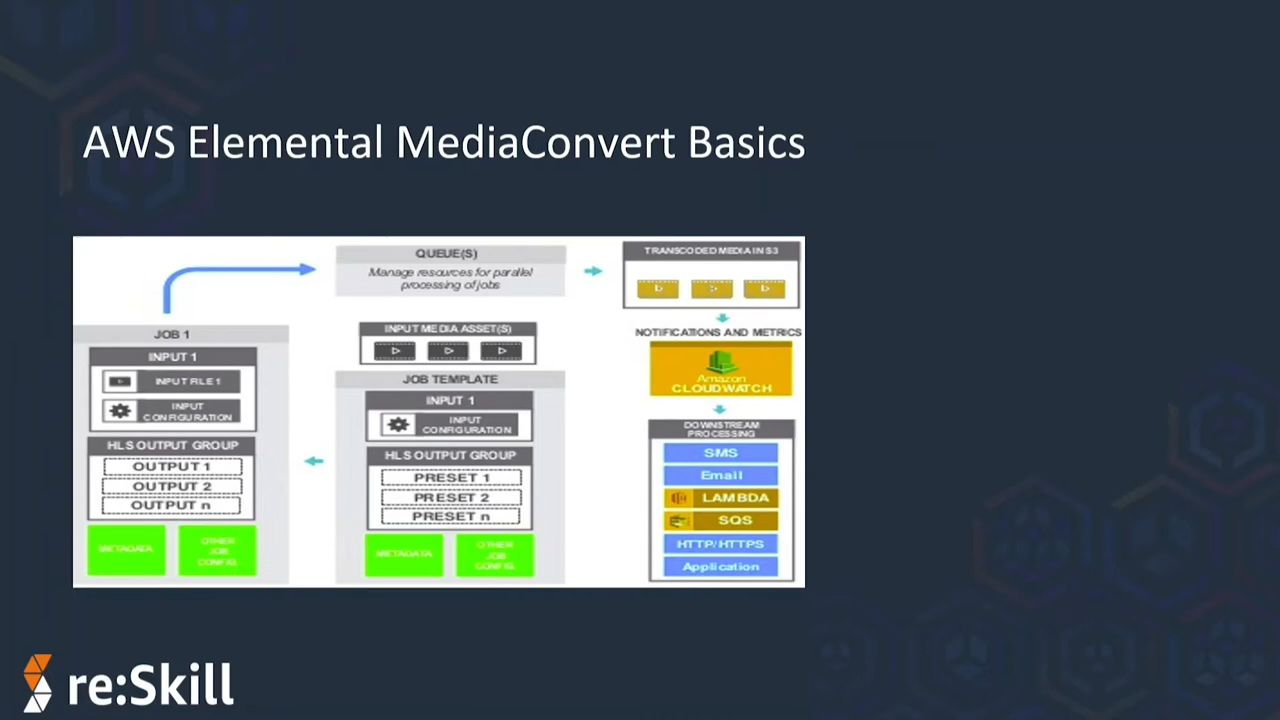 AWS Elemental MediaConvert Basics
JOB 1
INPUT 1
INPUT FILE 1
INPUT
CONFIGURATION
HLS OUTPUT GROUP
OUTPUT 1
OUTPUT 2
OUTPUT n
METADATA
OTHER
JOB
CONFIG.
QUEUE(S)
Manage resources for parallel
processing of jobs
INPUT MEDIA ASSET(S)
JOB TEMPLATE
INPUT 1
INPUT
CONFIGURATION
HLS OUTPUT GROUP
PRESET 1
PRESET 2
PRESET n
METADATA
OTHER
JOB
CONFIG.
TRANSCODED MEDIA IN S3
NOTIFICATIONS AND METRICS
Amazon
CLOUDWATCH
DOWNSTREAM
PROCESSING
SMS
Email
LAMBDA
SQS
HTTP/HTTPS
Application
re:Skill